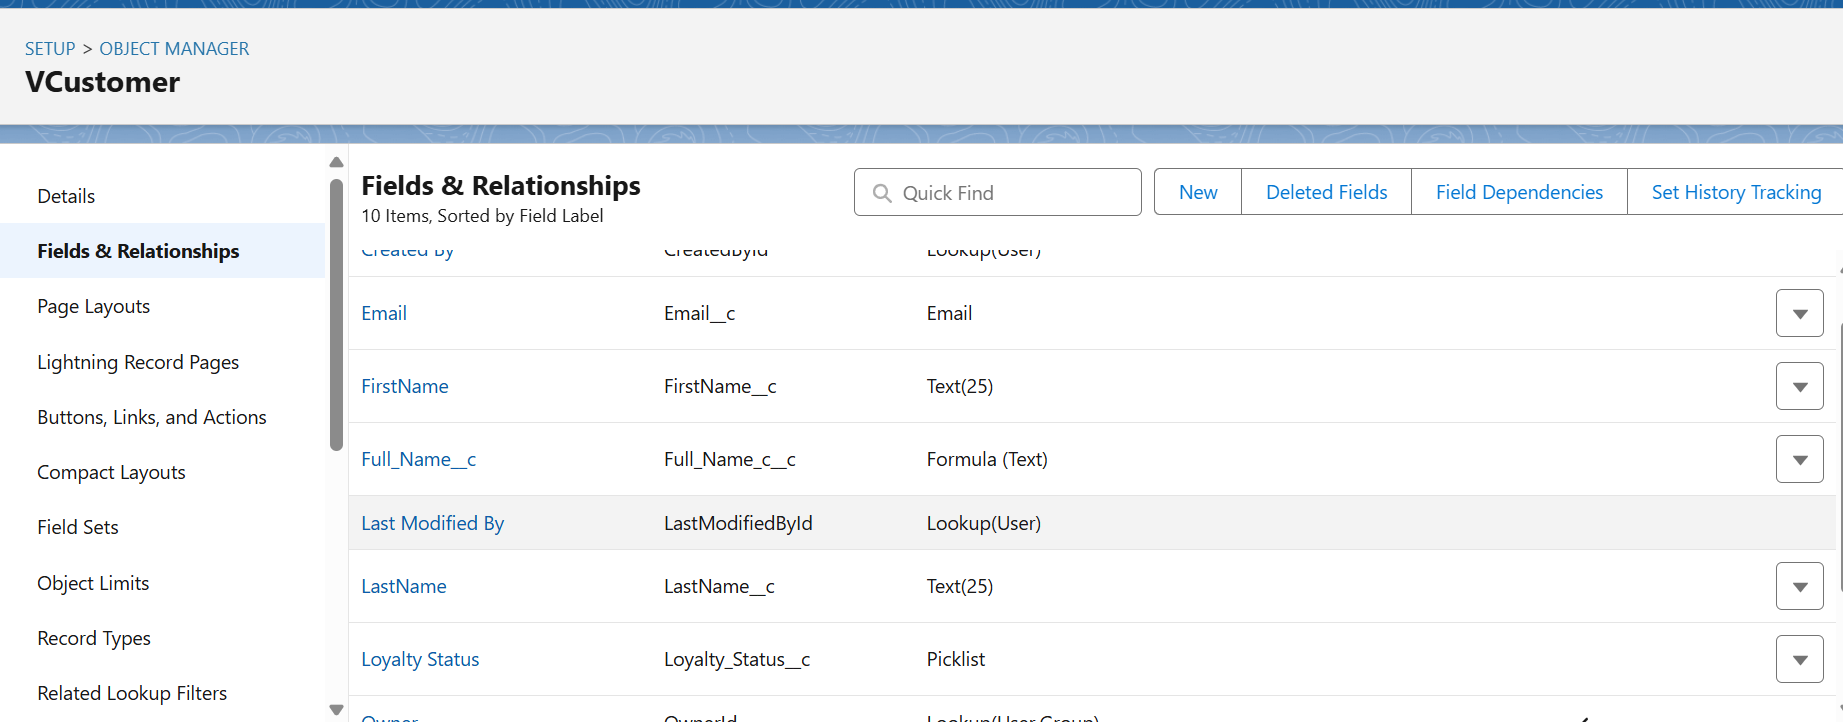 SETUP > OBJECT MANAGER
VCustomer
Details
Fields & Relationships
Page Layouts
Lightning Record Pages
Buttons, Links, and Actions
Compact Layouts
Field Sets
Object Limits
Record Types
Related Lookup Filters
Fields & Relationships
10 Items, Sorted by Field Label
Quick Find
New
Deleted Fields
Field Dependencies
Set History Tracking
Created By CreatedById Lookup(User)
Email Email__c Email
FirstName FirstName__c Text(25)
Full_Name__c Full_Name_c__c Formula (Text)
Last Modified By LastModifiedById Lookup(User)
LastName LastName__c Text(25)
Loyalty Status Loyalty_Status__c Picklist
Owner OwnerId Lookup(User,Group)